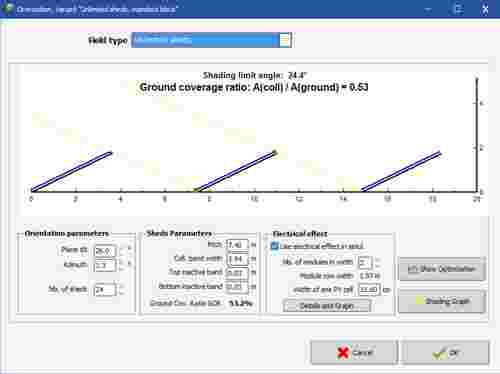 Orientation, Variant "Unlimited sheds, mandara block"
Field type
Unlimited sheds
Shading limit angle: 24.4°
Ground coverage ratio: A(coll) / A(ground) = 0.53
4
2
0
0 2 4 6 8 10 12 14 16 18 20
Orientation parameters
Plane tilt 26.0
Azimuth 1.3
No. of sheds 24
Sheds Parameters
Pitch 7.40 m
Coll. band width 3.94 m
Top inactive band 0.02 m
Bottom inactive band 0.02 m
Ground Cov. Ratio GCR 53.2%
Electrical effect
Use electrical effect in simul.
No. of modules in width 2
Module row width 1.97 m
Width of one PV cell 15.60 cm
Details and Graph
Show Optimisation
Shading Graph
Cancel
OK